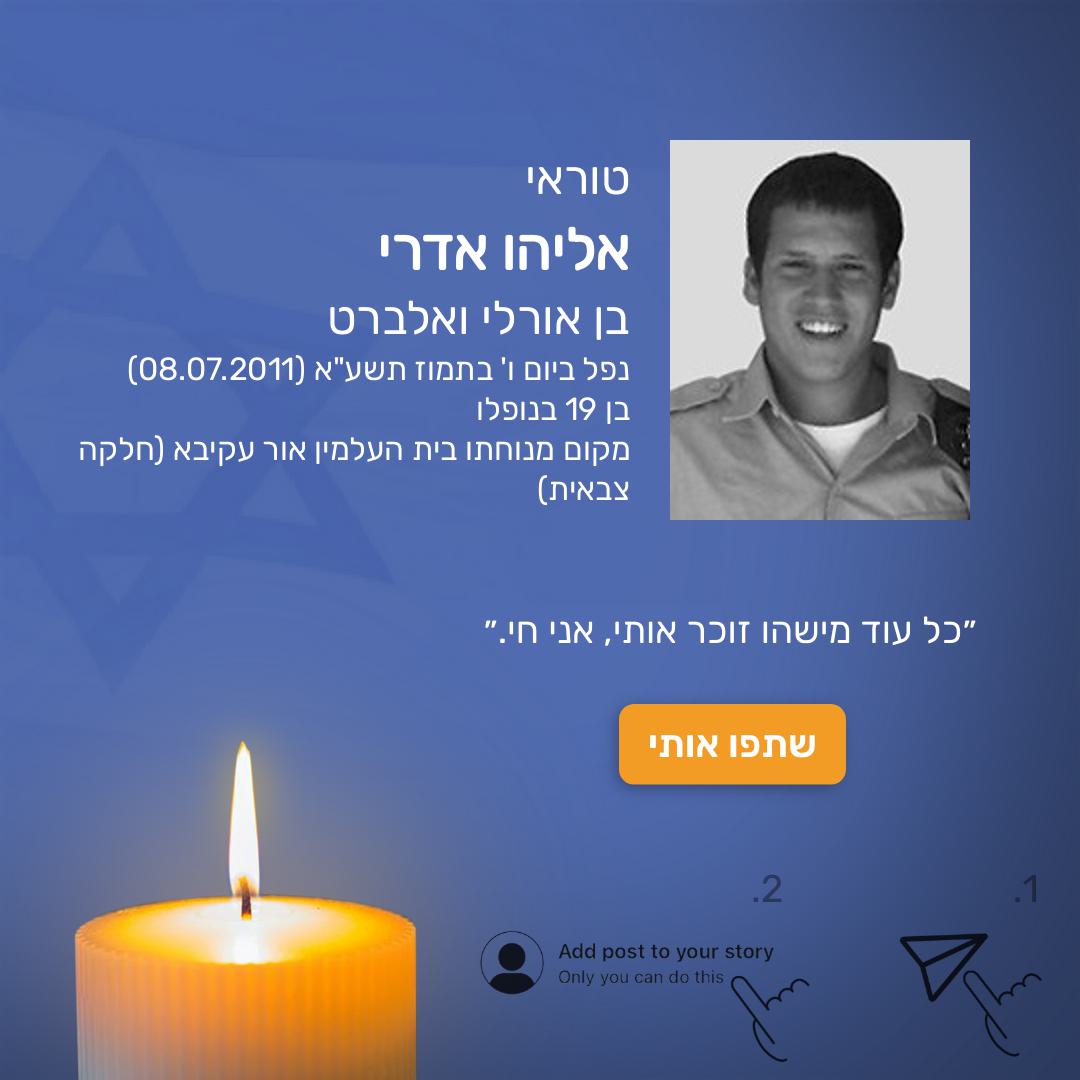 טוראי
אליהו אדרי
בן אורלי ואלברט
נפל ביום ו' בתמוז תשע"א (08.07.2011)
בן 19 בנופלו
מקום מנוחתו בית העלמין אור עקיבא (חלקה
צבאית)
״כל עוד מישהו זוכר אותי, אני חי.״
שתפו אותי
1.
2.
Add post to your story
Only you can do this